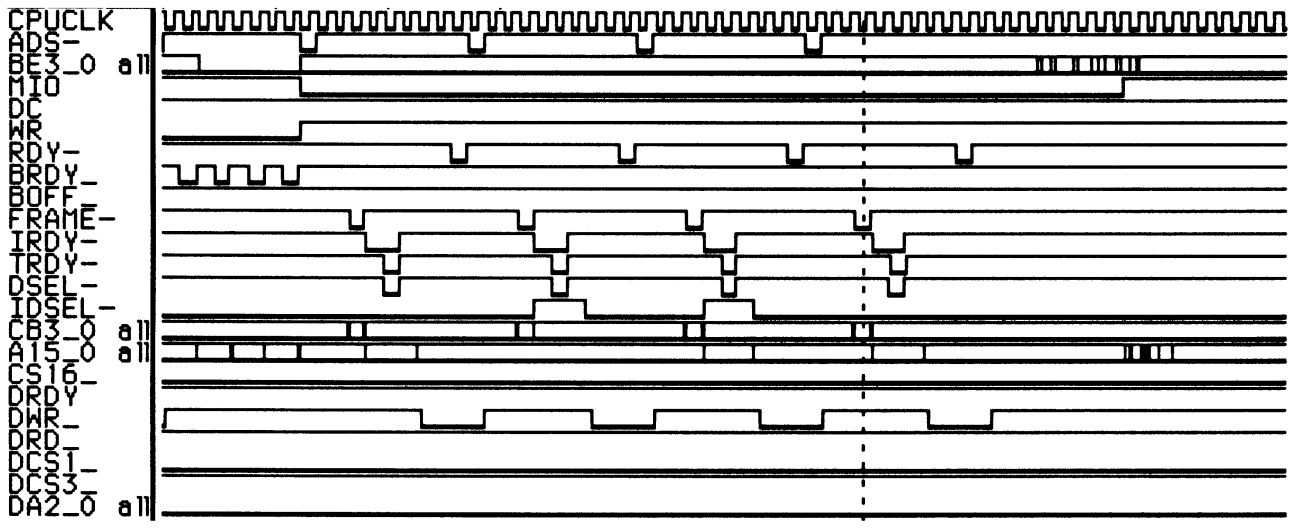 CPUCLK
ADS-
BE3_0 all
MIO
DC
WR
RDY-
BRDY_
BOFF_
FRAME-
IRDY-
TRDY-
DSEL-
IDSEL-
CB3_0 all
A15_0 all
CS16_
DRDY
DWR_
DRD_
DCS1_
DCS3_
DA2_0 all